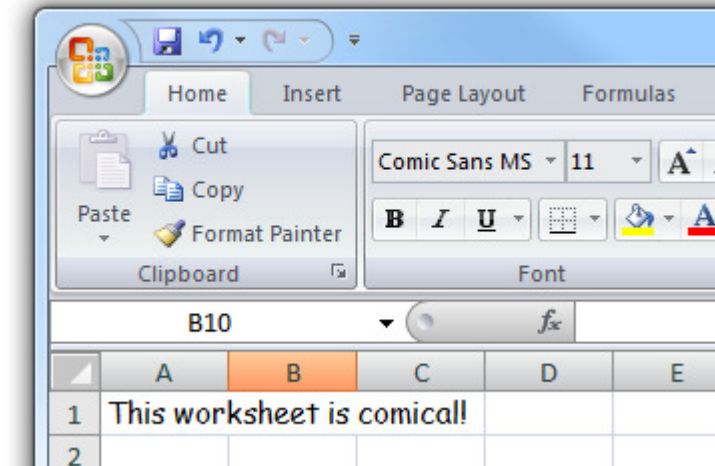 Home Insert Page Layout Formulas
Cut
Comic Sans MS 11 A
Copy
Paste
B I U A
Format Painter
Clipboard Font
B10 fx
A B C D E
1 This worksheet is comical!
2